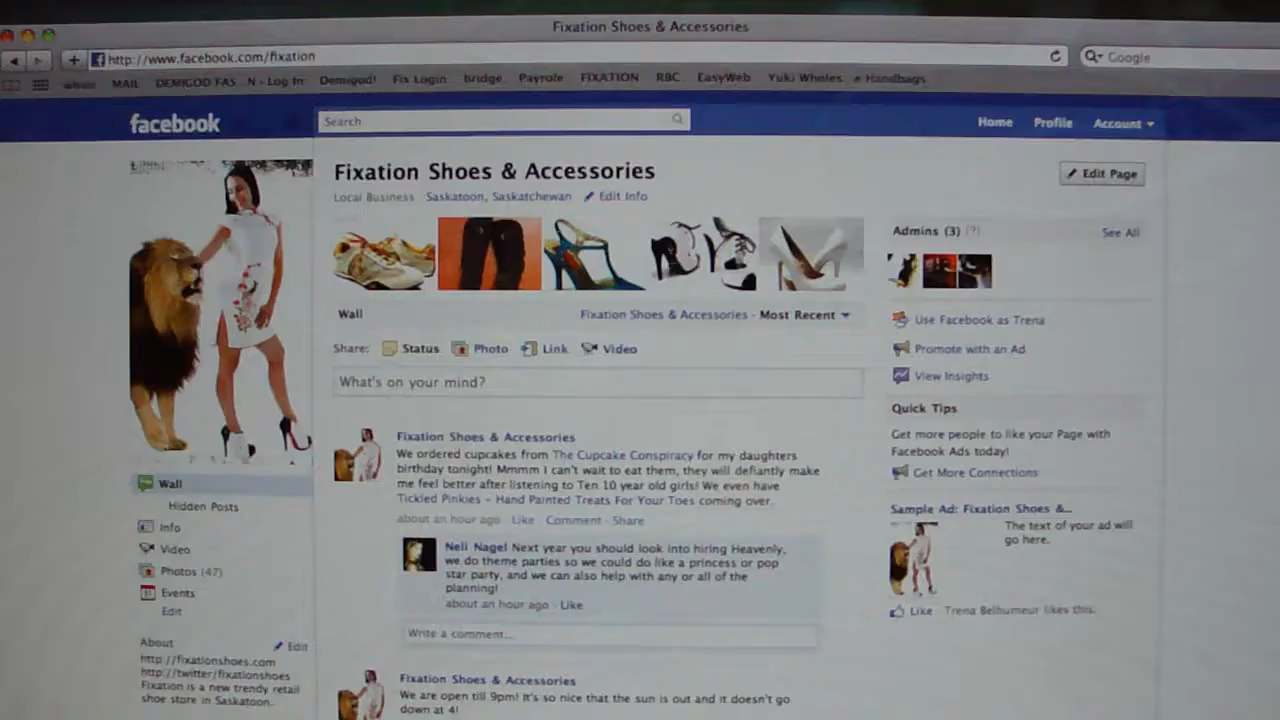 Fixation Shoes & Accessories
http://www.facebook.com/fixation
Google
MAIL DEMIGOD FAS N - Log In Demigod! Fix Login bridge Payrole FIXATION RBC EasyWeb Yuki Wholes e Handbags
facebook
Search
Home Profile Account
Fixation Shoes & Accessories
Edit Page
Local Business Saskatoon, Saskatchewan Edit Info
Admins (3) (?) See All
Wall
Fixation Shoes & Accessories · Most Recent
Share: Status Photo Link Video
What's on your mind?
Use Facebook as Trena
Promote with an Ad
View Insights
Quick Tips
Get more people to like your Page with
Facebook Ads today!
Get More Connections
Sample Ad: Fixation Shoes &...
The text of your ad will
go here.
Like · Trena Belhumeur likes this.
Fixation Shoes & Accessories
We ordered cupcakes from The Cupcake Conspiracy for my daughters
birthday tonight! Mmmm I can't wait to eat them, they will defiantly make
me feel better after listening to Ten 10 year old girls! We even have
Tickled Pinkies - Hand Painted Treats For Your Toes coming over.
about an hour ago · Like · Comment · Share
Neli Nagel Next year you should look into hiring Heavenly,
we do theme parties so we could do like a princess or pop
star party, and we can also help with any or all of the
planning!
about an hour ago · Like
Write a comment...
Fixation Shoes & Accessories
We are open till 9pm! It's so nice that the sun is out and it doesn't go
down at 4!
Wall
Hidden Posts
Info
Video
Photos (47)
Events
Edit
About Edit
http://fixationshoes.com
http://twitter/fixationshoes
Fixation is a new trendy retail
shoe store in Saskatoon.